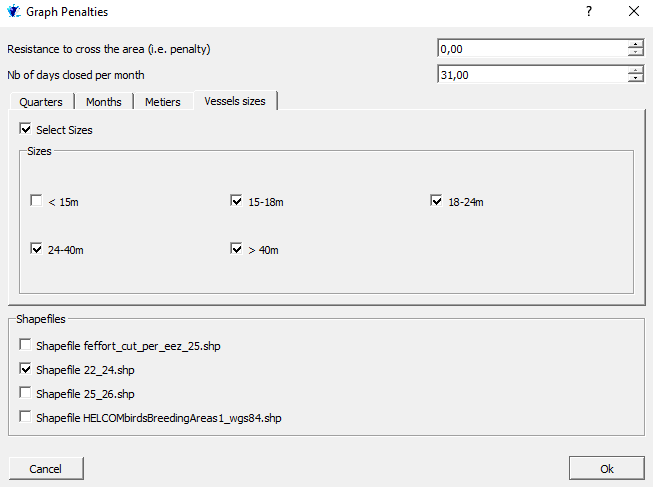 Graph Penalties
Resistance to cross the area (i.e. penalty) 0,00
Nb of days closed per month 31,00
Quarters Months Metiers Vessels sizes
Select Sizes
Sizes
< 15m 15-18m 18-24m
24-40m > 40m
Shapefiles
Shapefile feffort_cut_per_eez_25.shp
Shapefile 22_24.shp
Shapefile 25_26.shp
Shapefile HELCOMbirdsBreedingAreas1_wgs84.shp
Cancel Ok